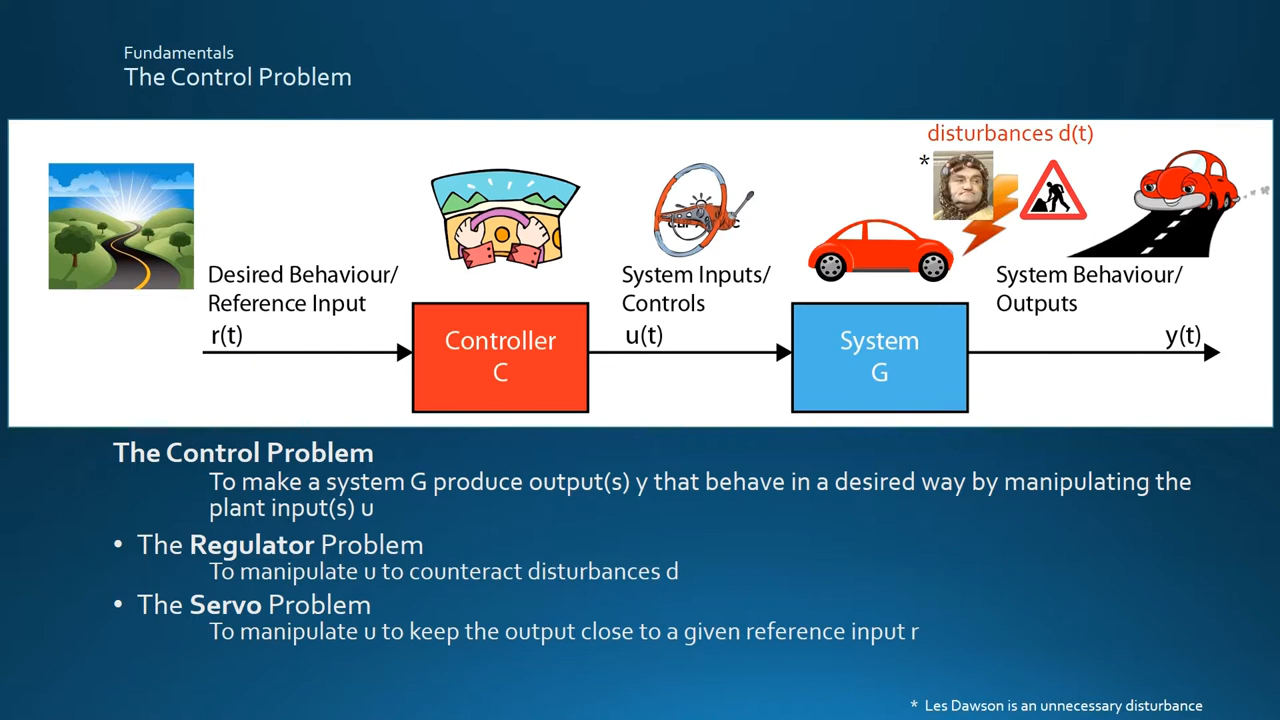 Fundamentals
The Control Problem
disturbances d(t)
*
Desired Behaviour/
Reference Input
r(t)
System Inputs/
Controls
u(t)
System Behaviour/
Outputs
y(t)
Controller
C
System
G
The Control Problem
To make a system G produce output(s) y that behave in a desired way by manipulating the
plant input(s) u
• The Regulator Problem
To manipulate u to counteract disturbances d
• The Servo Problem
To manipulate u to keep the output close to a given reference input r
* Les Dawson is an unnecessary disturbance